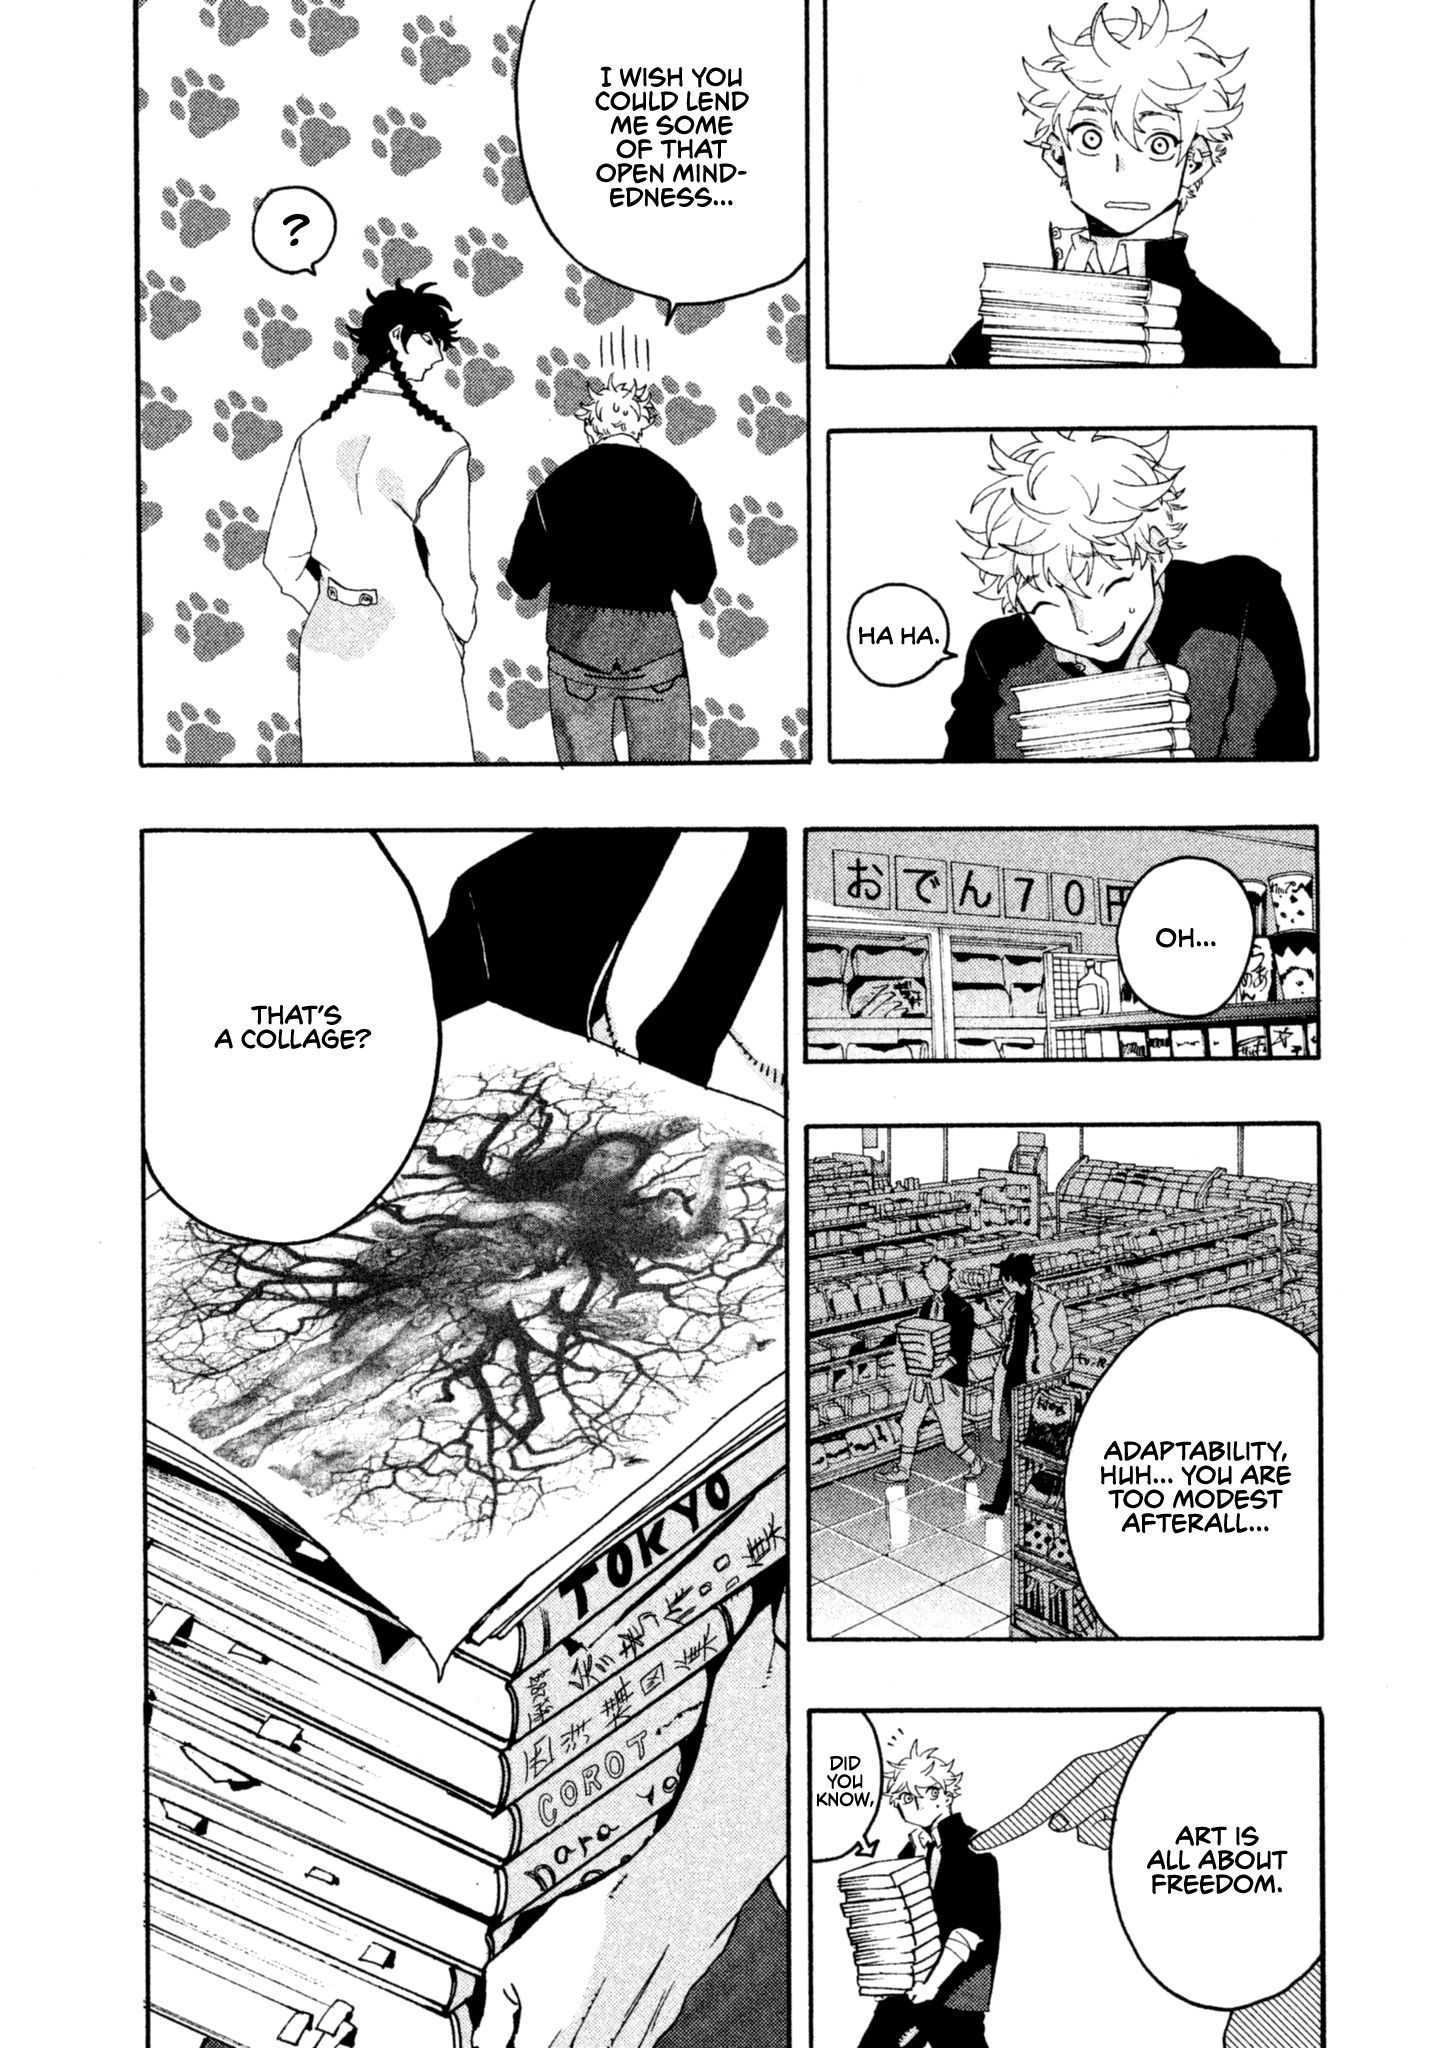 I WISH YOU
COULD LEND
ME SOME
OF THAT
OPEN MIND-
EDNESS...
?
HA HA.
おでん70円
OH...
ADAPTABILITY,
HUH... YOU ARE
TOO MODEST
AFTERALL...
DID
YOU
KNOW,
ART IS
ALL ABOUT
FREEDOM.
THAT'S
A COLLAGE?
TOKYO
COROT
nara